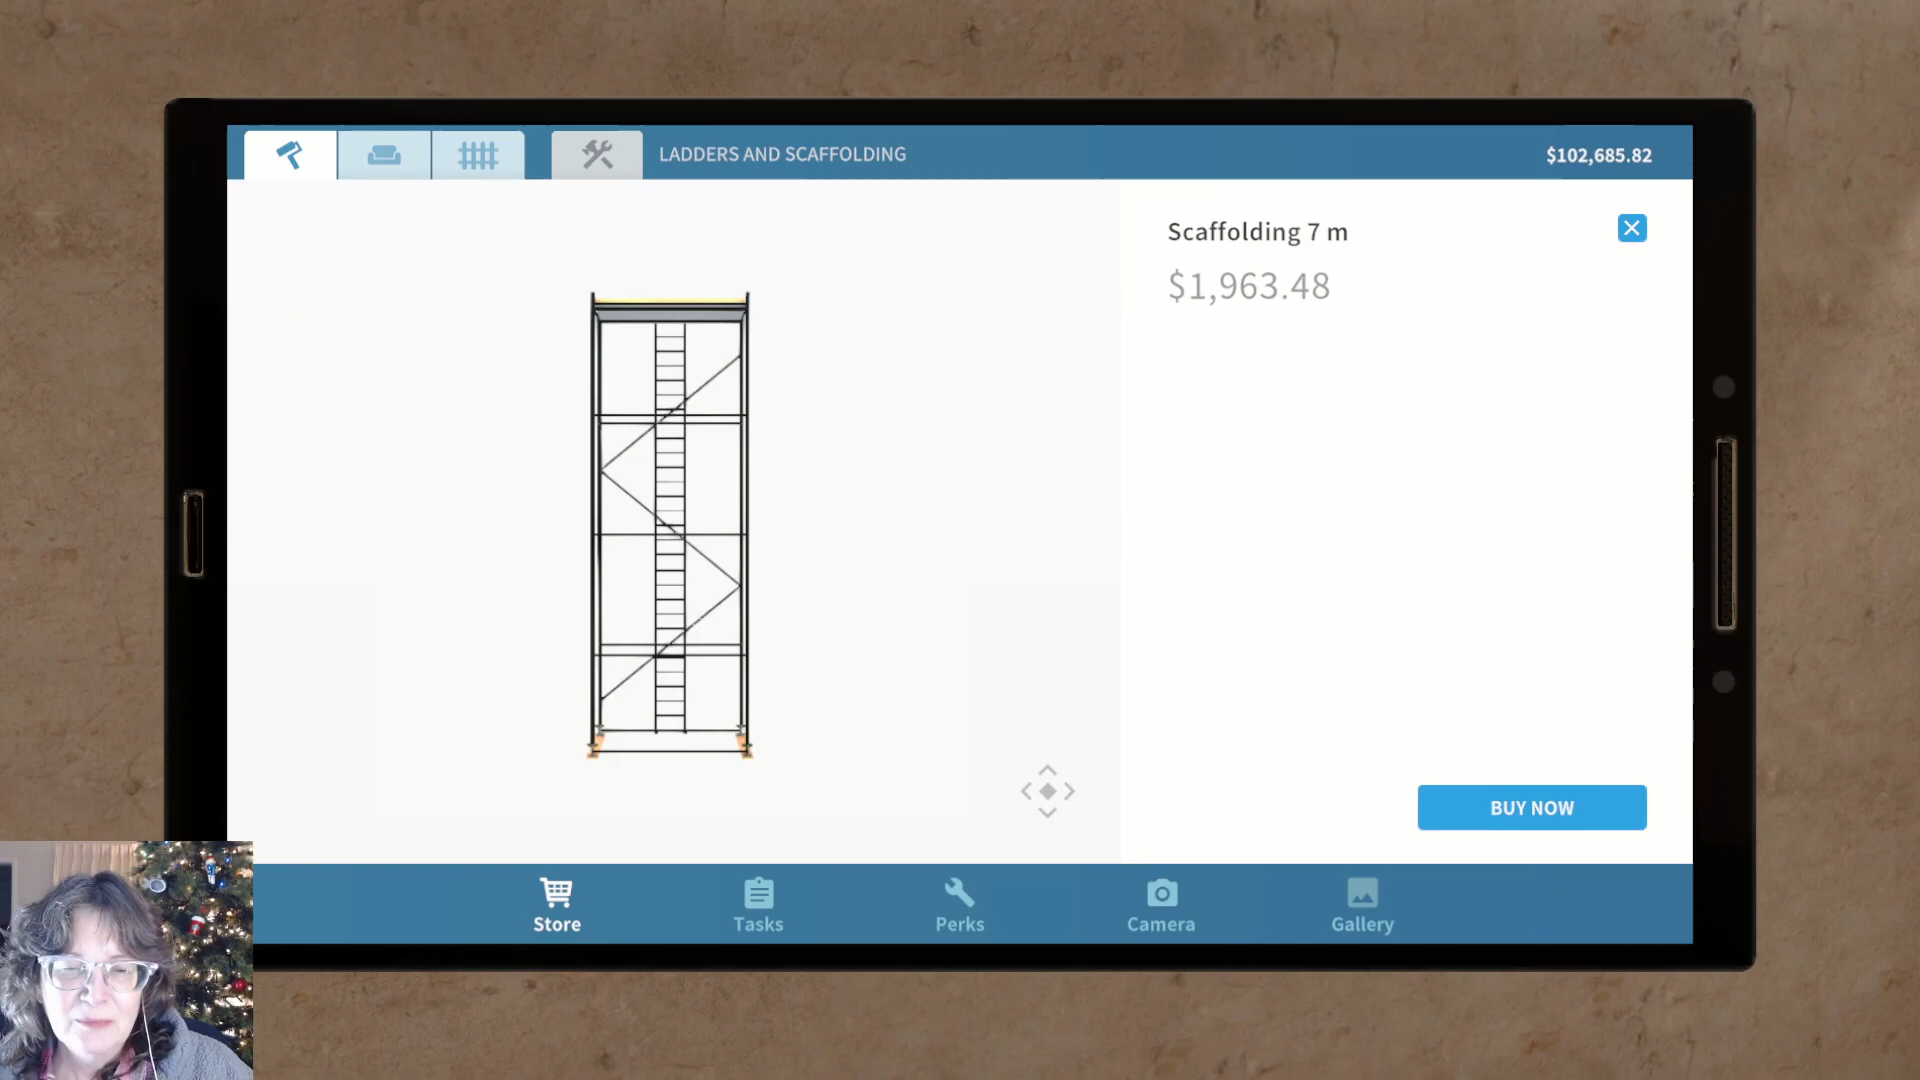 LADDERS AND SCAFFOLDING
$102,685.82
Scaffolding 7 m
$1,963.48
BUY NOW
Store
Tasks
Perks
Camera
Gallery